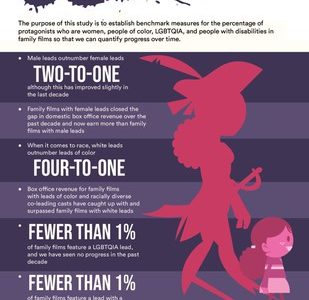 The purpose of this study is to establish benchmark measures for the percentage of
protagonists who are women, people of color, LGBTQIA, and people with disabilities in
family films so that we can quantify progress over time.
• Male leads outnumber female leads
TWO-TO-ONE
although this has improved slightly in
the last decade
• Family films with female leads closed the
gap in domestic box office revenue over the
past decade and now earn more than family
films with male leads
• When it comes to race, white leads
outnumber leads of color
FOUR-TO-ONE
• Box office revenue for family films
with leads of color and racially diverse
co-leading casts have caught up with and
surpassed family films with white leads
• FEWER THAN 1%
of family films feature a LGBTQIA lead,
and we have seen no progress in the past
decade
• FEWER THAN 1%
of family films feature a lead with a